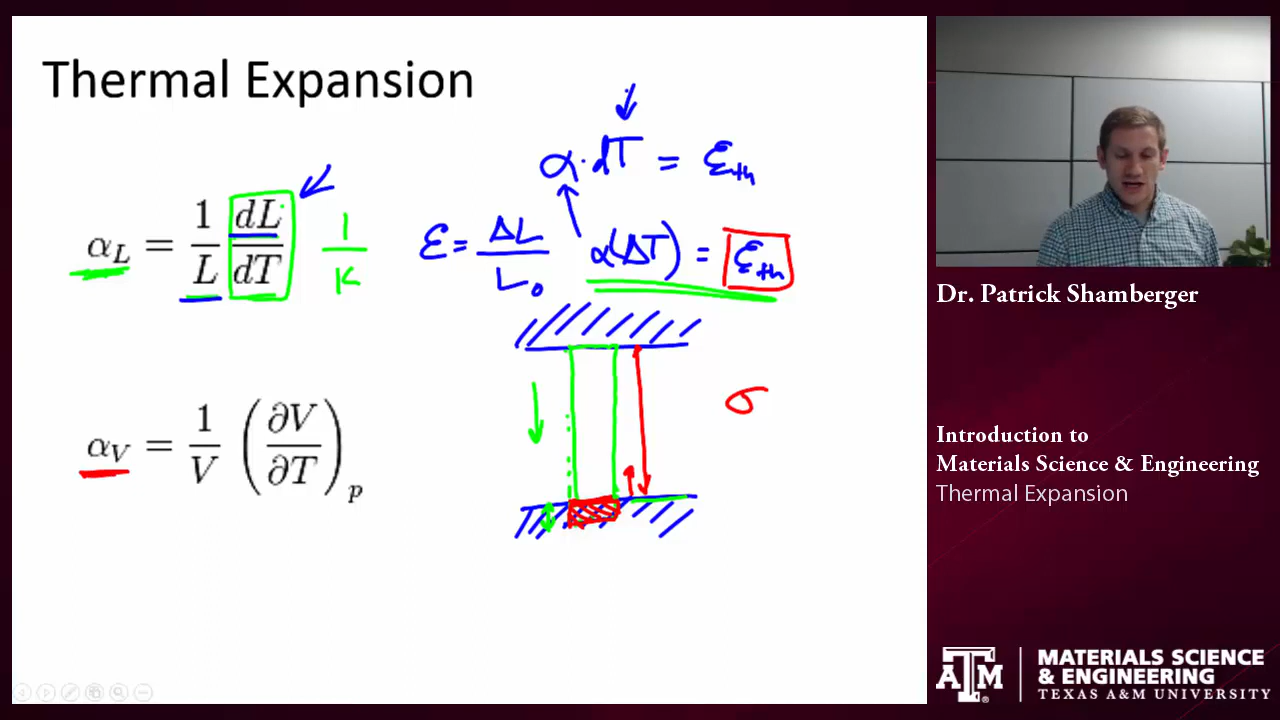 Thermal Expansion
α · dT = ε_th
α_L = 1/L dL/dT 1/K
ε = ΔL/L₀ α(ΔT) = ε_th
σ
α_V = 1/V (∂V/∂T)_p
Dr. Patrick Shamberger
Introduction to
Materials Science & Engineering
Thermal Expansion
ATM® MATERIALS SCIENCE
& ENGINEERING
TEXAS A&M UNIVERSITY